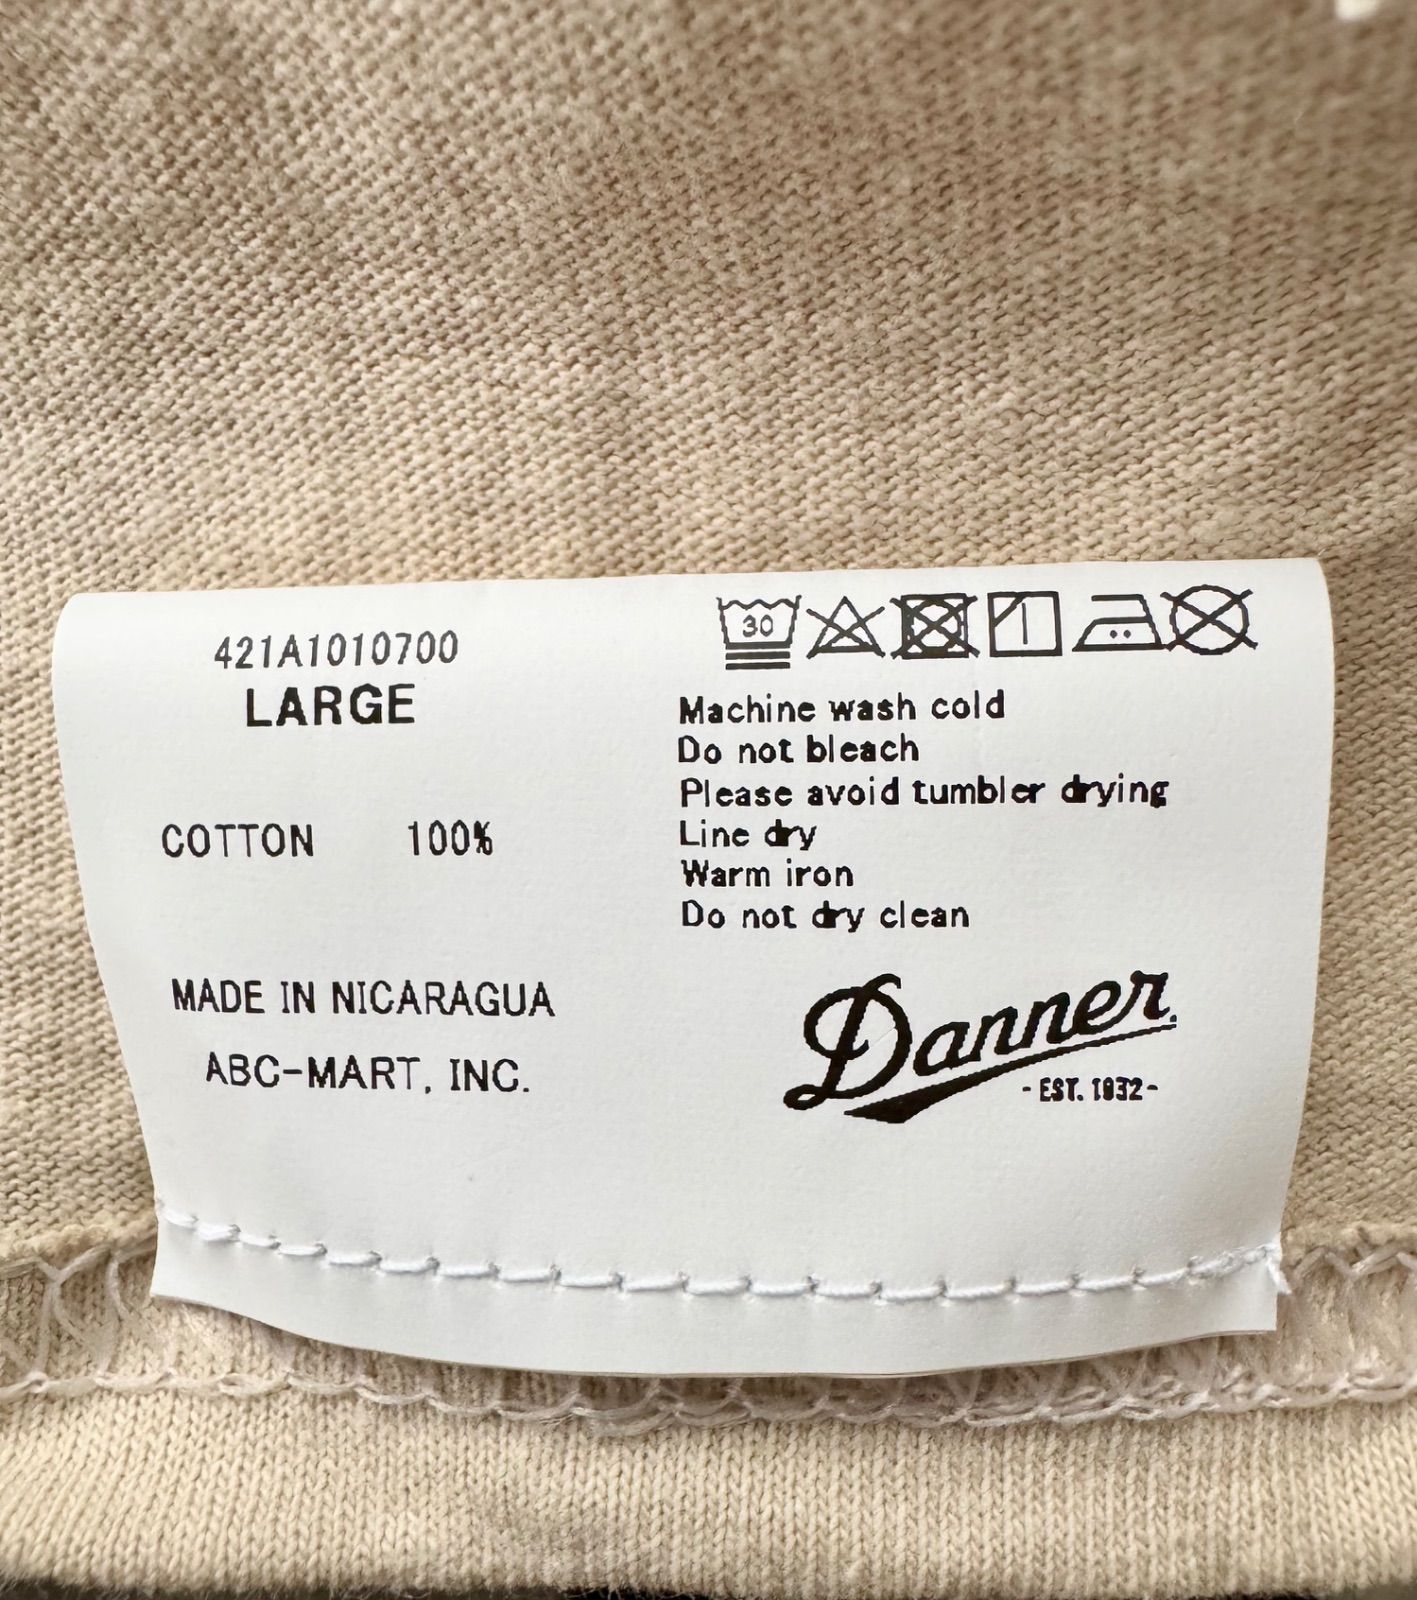 421A1010700
LARGE
COTTON 100%
MADE IN NICARAGUA
ABC-MART, INC.
30
Machine wash cold
Do not bleach
Please avoid tumbler drying
Line dry
Warm iron
Do not dry clean
Danner.
- EST. 1932 -